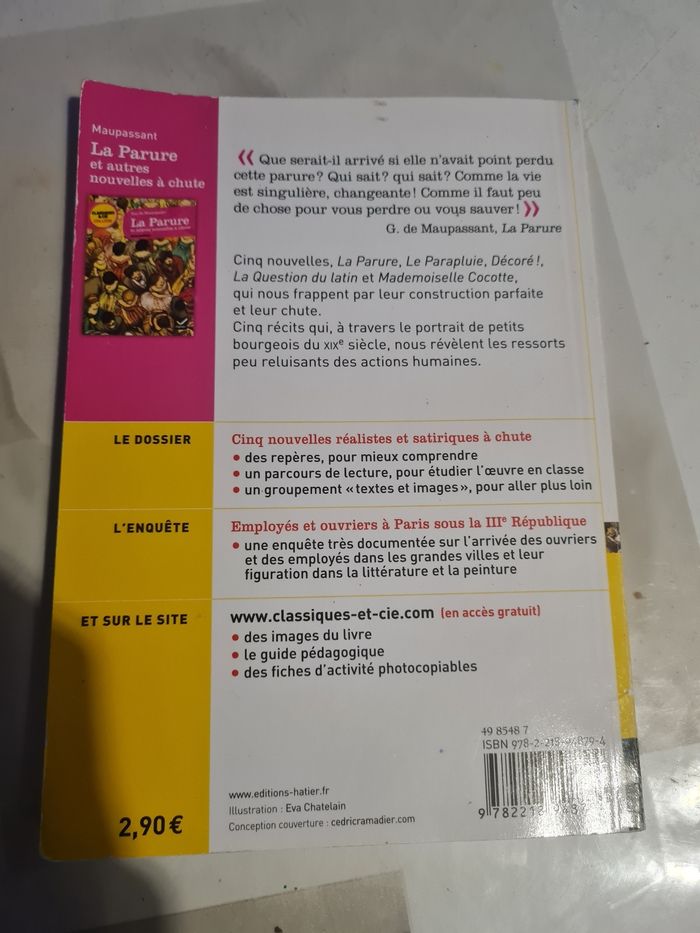 Maupassant
La Parure
et autres
nouvelles à chute
La Parure
« Que serait-il arrivé si elle n'avait point perdu
cette parure? Qui sait? qui sait? Comme la vie
est singulière, changeante! Comme il faut peu
de chose pour vous perdre ou vous sauver! »
G. de Maupassant, La Parure
Cinq nouvelles, La Parure, Le Parapluie, Décoré!,
La Question du latin et Mademoiselle Cocotte,
qui nous frappent par leur construction parfaite
et leur chute.
Cinq récits qui, à travers le portrait de petits
bourgeois du XIXe siècle, nous révèlent les ressorts
peu reluisants des actions humaines.
LE DOSSIER
Cinq nouvelles réalistes et satiriques à chute
• des repères, pour mieux comprendre
• un parcours de lecture, pour étudier l'œuvre en classe
• un groupement «textes et images», pour aller plus loin
L'ENQUÊTE
Employés et ouvriers à Paris sous la IIIe République
• une enquête très documentée sur l'arrivée des ouvriers
et des employés dans les grandes villes et leur
figuration dans la littérature et la peinture
ET SUR LE SITE
www.classiques-et-cie.com (en accès gratuit)
• des images du livre
• le guide pédagogique
• des fiches d'activité photocopiables
49 8548 7
ISBN 978-2-218-94879-4
www.editions-hatier.fr
Illustration : Eva Chatelain
Conception couverture : cedricramadier.com
2,90 €